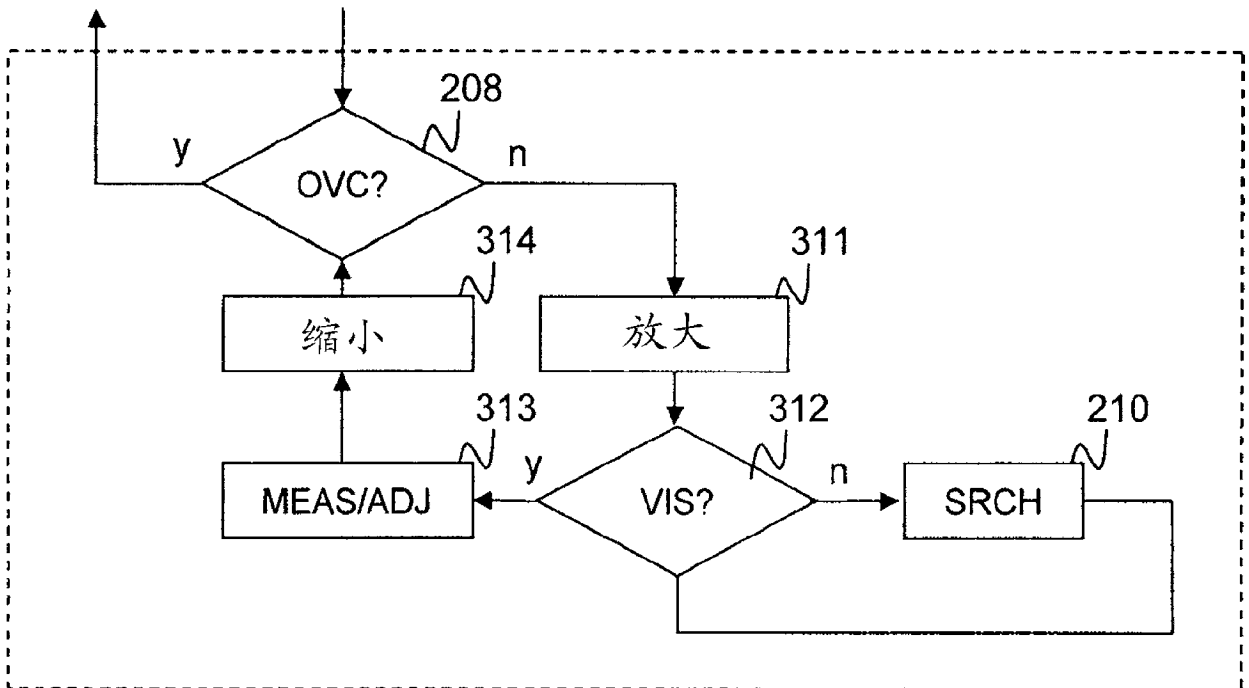 208
y
n
OVC?
314
311
缩小
放大
313
312
210
y
n
MEAS/ADJ
VIS?
SRCH